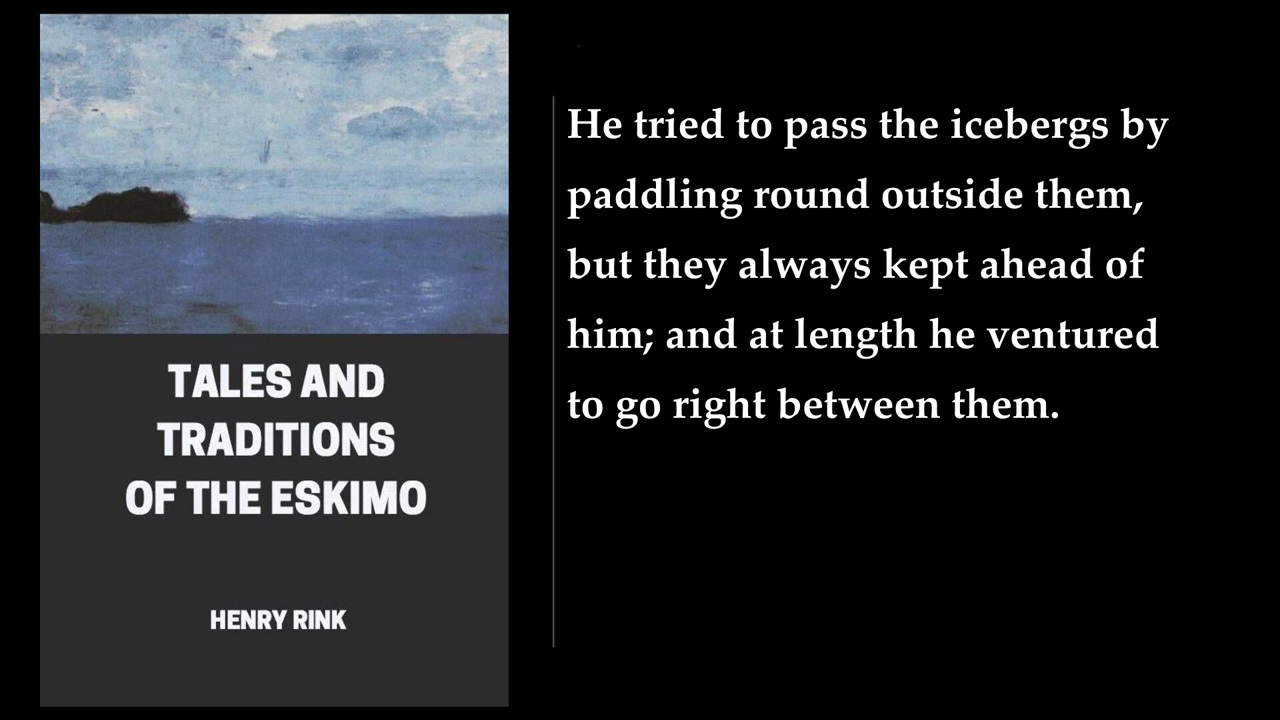 TALES AND
TRADITIONS
OF THE ESKIMO
HENRY RINK
He tried to pass the icebergs by
paddling round outside them,
but they always kept ahead of
him; and at length he ventured
to go right between them.